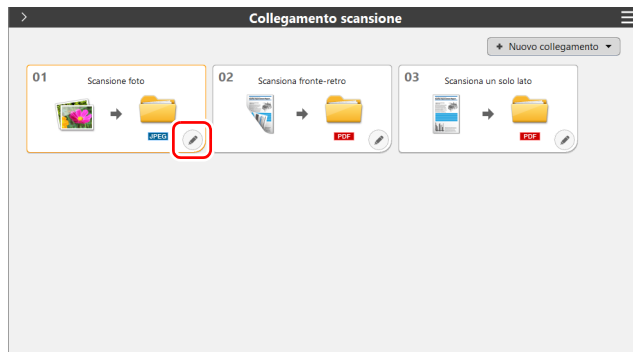 Collegamento scansione
+ Nuovo collegamento
01 Scansione foto
JPEG
02 Scansiona fronte-retro
PDF
03 Scansiona un solo lato
PDF